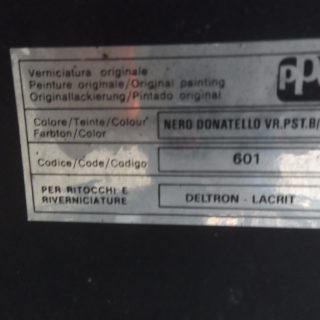 Verniciatura originale
Peinture originale/Original painting
Originallackierung/Pintado original
Colore/Teinte/Colour
Farbton/Color
NERO DONATELLO VR.PST.B/
Codice/Code/Codigo
601
PER RITOCCHI E
RIVERNICIATURE
DELTRON - LACRIT